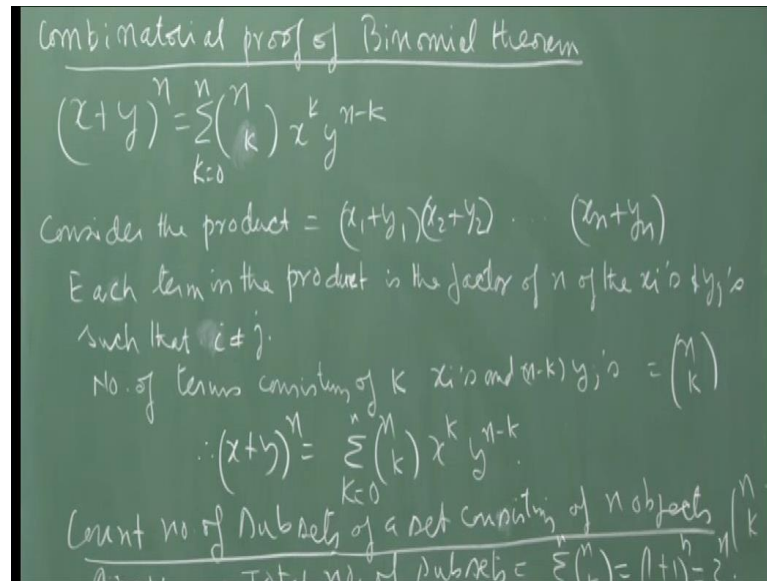 Combinatorial proof of Binomial theorem
(x+y)^n = Σ_{k=0}^{n} (n k) x^k y^{n-k}
Consider the product = (x₁+y₁)(x₂+y₂) . . . . (xn+yn)
Each term in the product is the factor of n of the xi's & yj's
such that i ≠ j.
No. of terms consisting of K xi's and (n-k) yj's = (n k)
∴ (x+y)^n = Σ_{k=0}^{n} (n k) x^k y^{n-k}.
Count no. of subsets of a set consisting of n objects (n k
Total no. of subsets = Σ (n ) = (1+1)^n = 2^n.